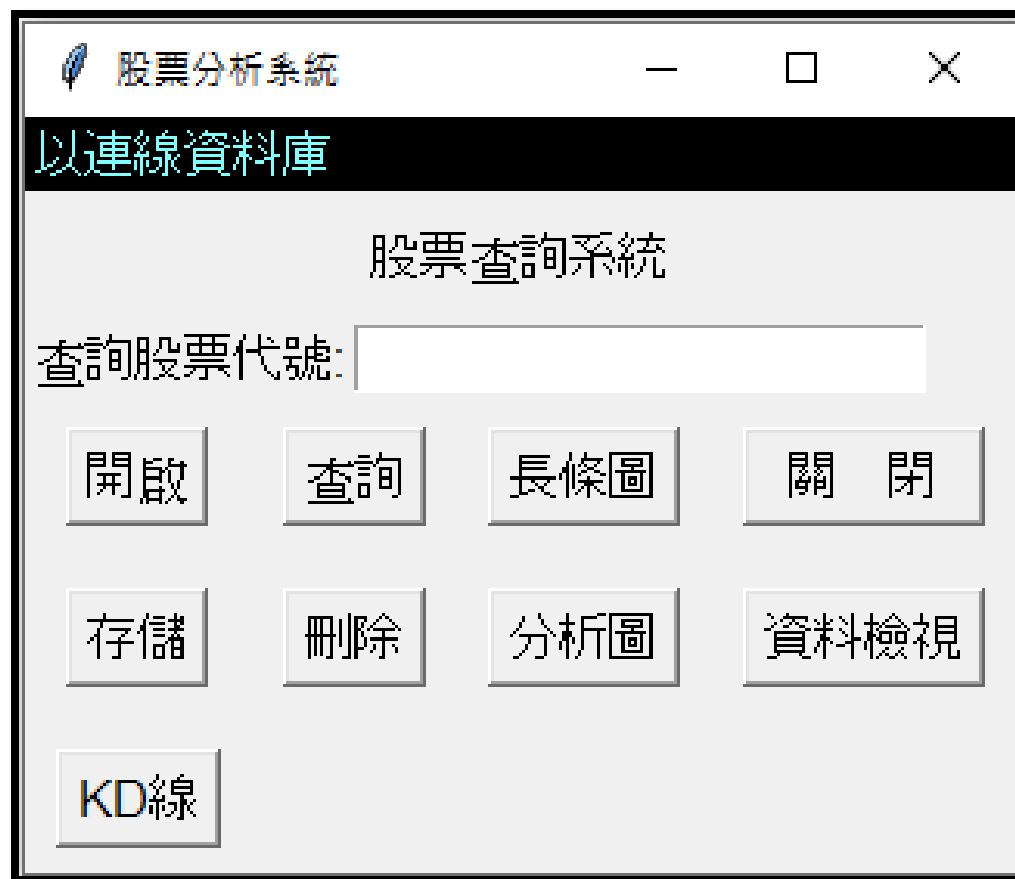 股票分析系統
以連線資料庫
股票查詢系統
查詢股票代號:
開啟 查詢 長條圖 關 閉
存儲 刪除 分析圖 資料檢視
KD線